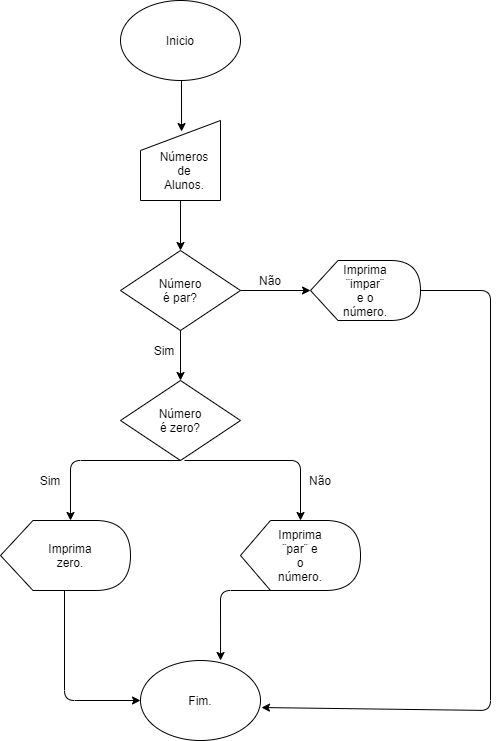 Inicio
Números
de
Alunos.
Número
é par?
Não
Imprima
¨impar¨
e o
número.
Sim
Número
é zero?
Sim
Não
Imprima
zero.
Imprima
¨par¨ e
o
número.
Fim.